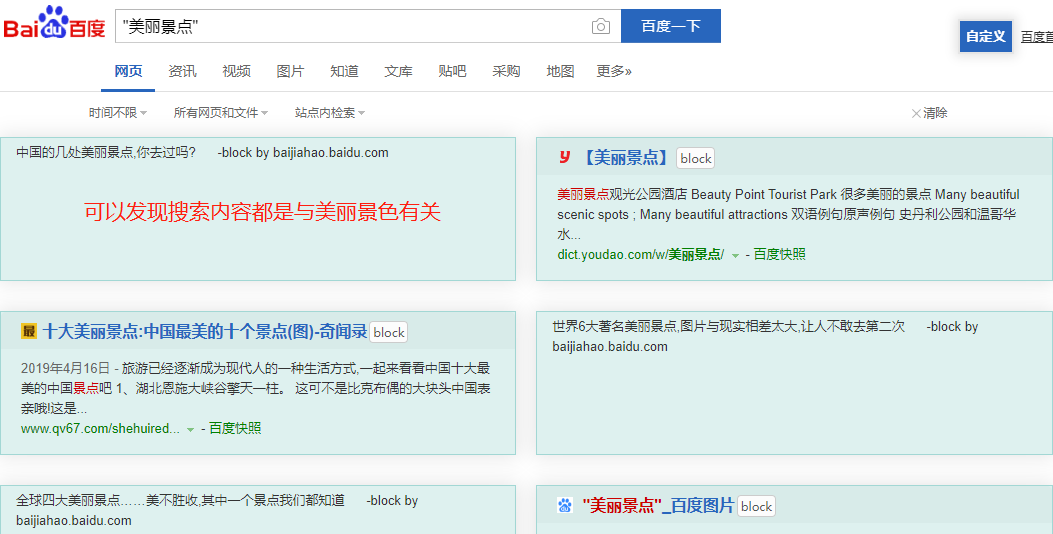 Bai du 百度 "美丽景点" 百度一下
自定义 百度首
网页 资讯 视频 图片 知道 文库 贴吧 采购 地图 更多»
时间不限 所有网页和文件 站点内检索 清除
中国的几处美丽景点,你去过吗? -block by baijiahao.baidu.com
可以发现搜索内容都是与美丽景色有关
【美丽景点】 block
美丽景点观光公园酒店 Beauty Point Tourist Park 很多美丽的景点 Many beautiful
scenic spots ; Many beautiful attractions 双语例句原声例句 史丹利公园和温哥华
水...
dict.youdao.com/w/美丽景点/ - 百度快照
最 十大美丽景点:中国最美的十个景点(图)-奇闻录 block
2019年4月16日 - 旅游已经逐渐成为现代人的一种生活方式,一起来看看中国十大最
美的中国景点吧 1、湖北恩施大峡谷擎天一柱。 这可不是比克布偶的大块头中国表
亲哦!这是...
www.qv67.com/shehuired... - 百度快照
世界6大著名美丽景点,图片与现实相差太大,让人不敢去第二次 -block by
baijiahao.baidu.com
全球四大美丽景点……美不胜收,其中一个景点我们都知道 -block by
baijiahao.baidu.com
"美丽景点"_百度图片 block